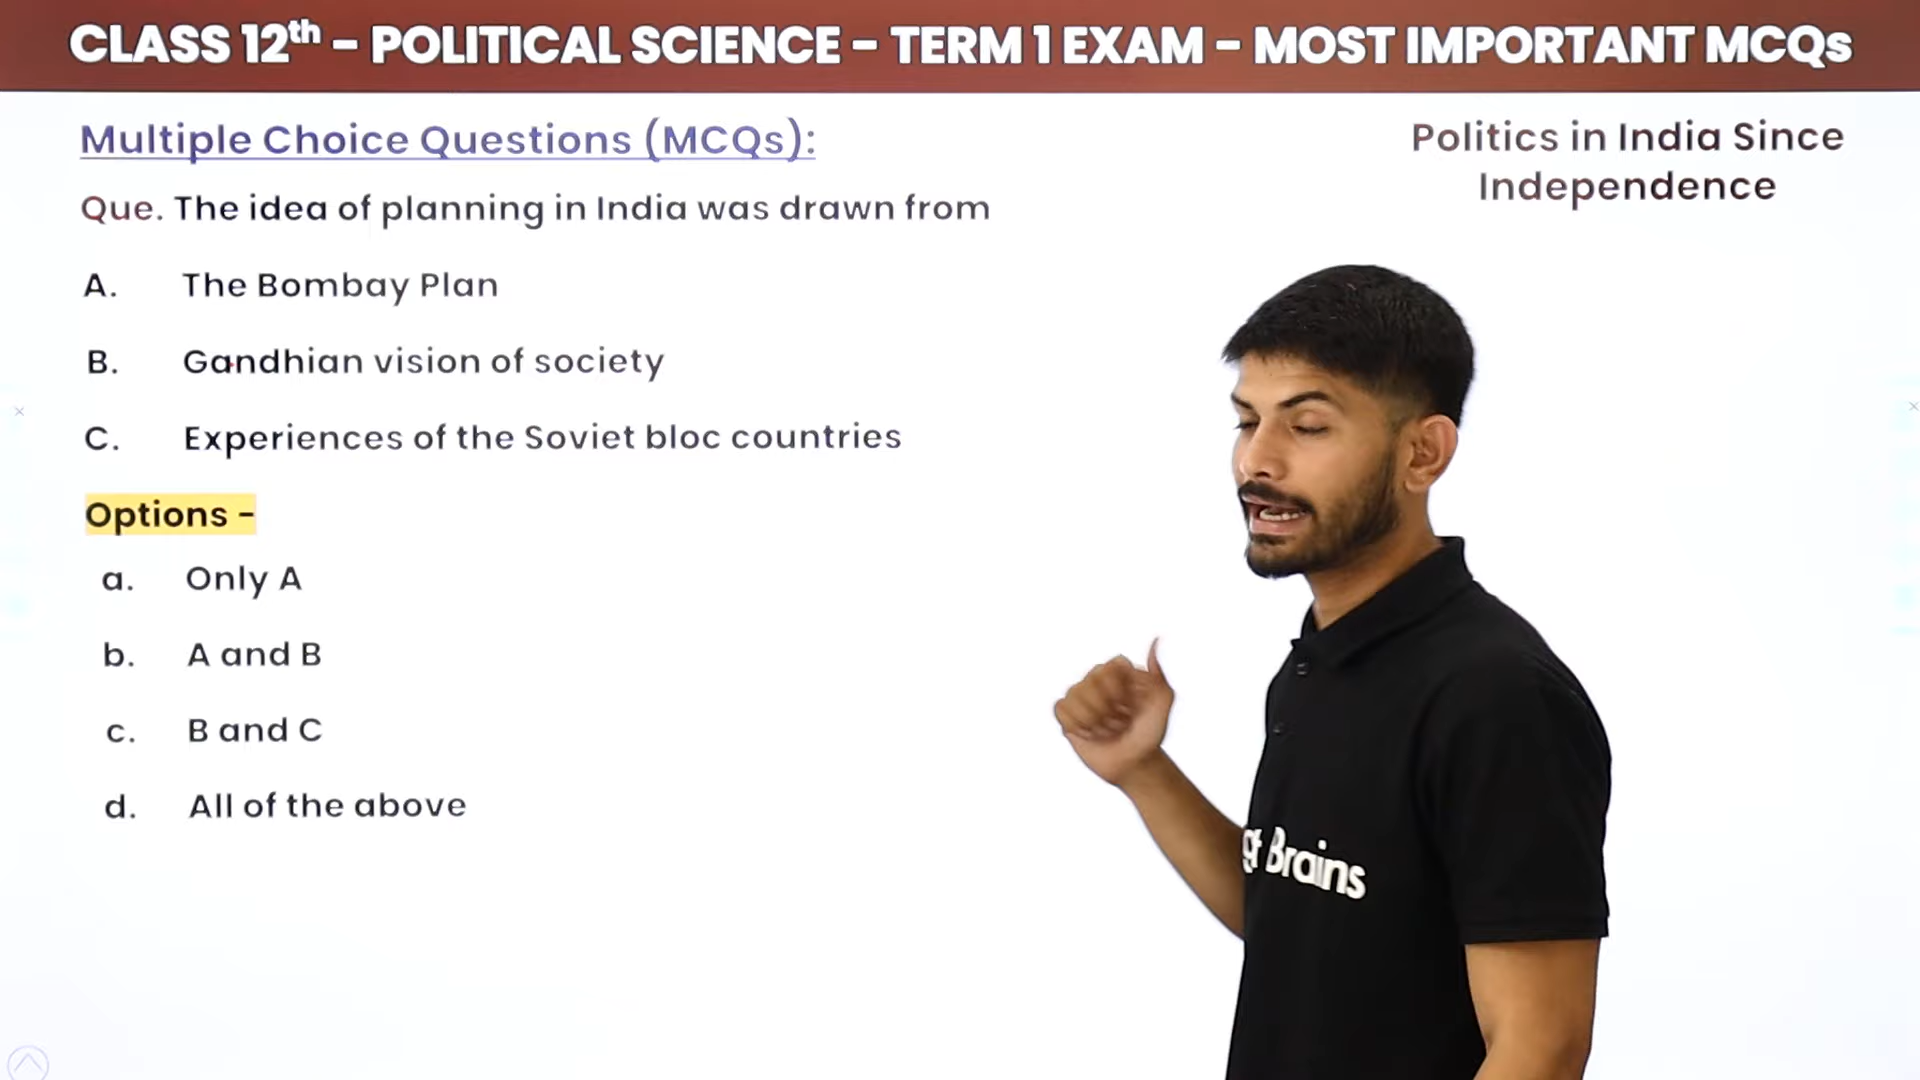 CLASS 12th – POLITICAL SCIENCE – TERM 1 EXAM – MOST IMPORTANT MCQs
Multiple Choice Questions (MCQs):
Politics in India Since
Independence
Que. The idea of planning in India was drawn from
A. The Bombay Plan
B. Gandhian vision of society
C. Experiences of the Soviet bloc countries
Options -
a. Only A
b. A and B
c. B and C
d. All of the above
Brains